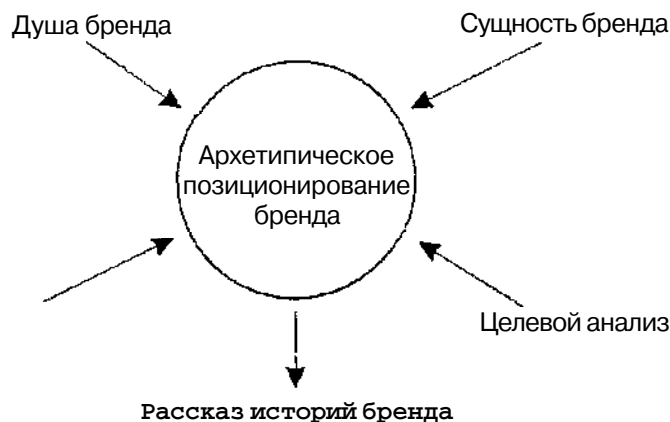 Душа бренда
Сущность бренда
Архетипическое
позиционирование
бренда
Целевой анализ
Рассказ историй бренда